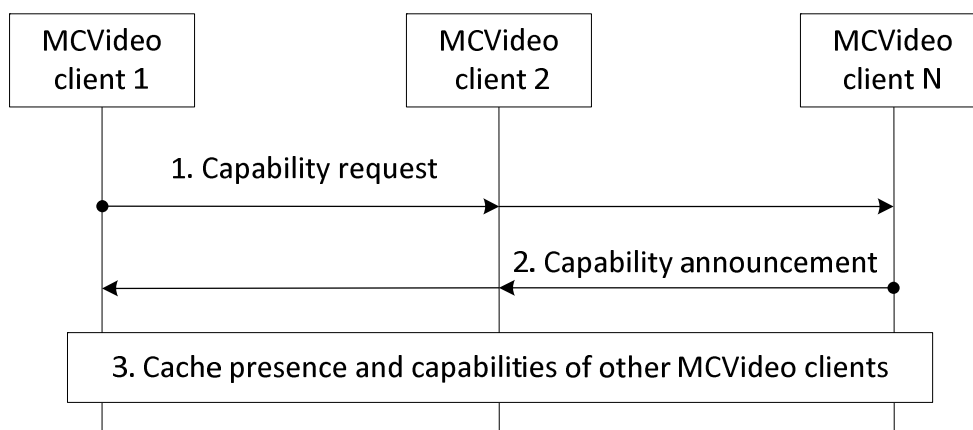 MCVideo
client 1
MCVideo
client 2
MCVideo
client N
1. Capability request
2. Capability announcement
3. Cache presence and capabilities of other MCVideo clients